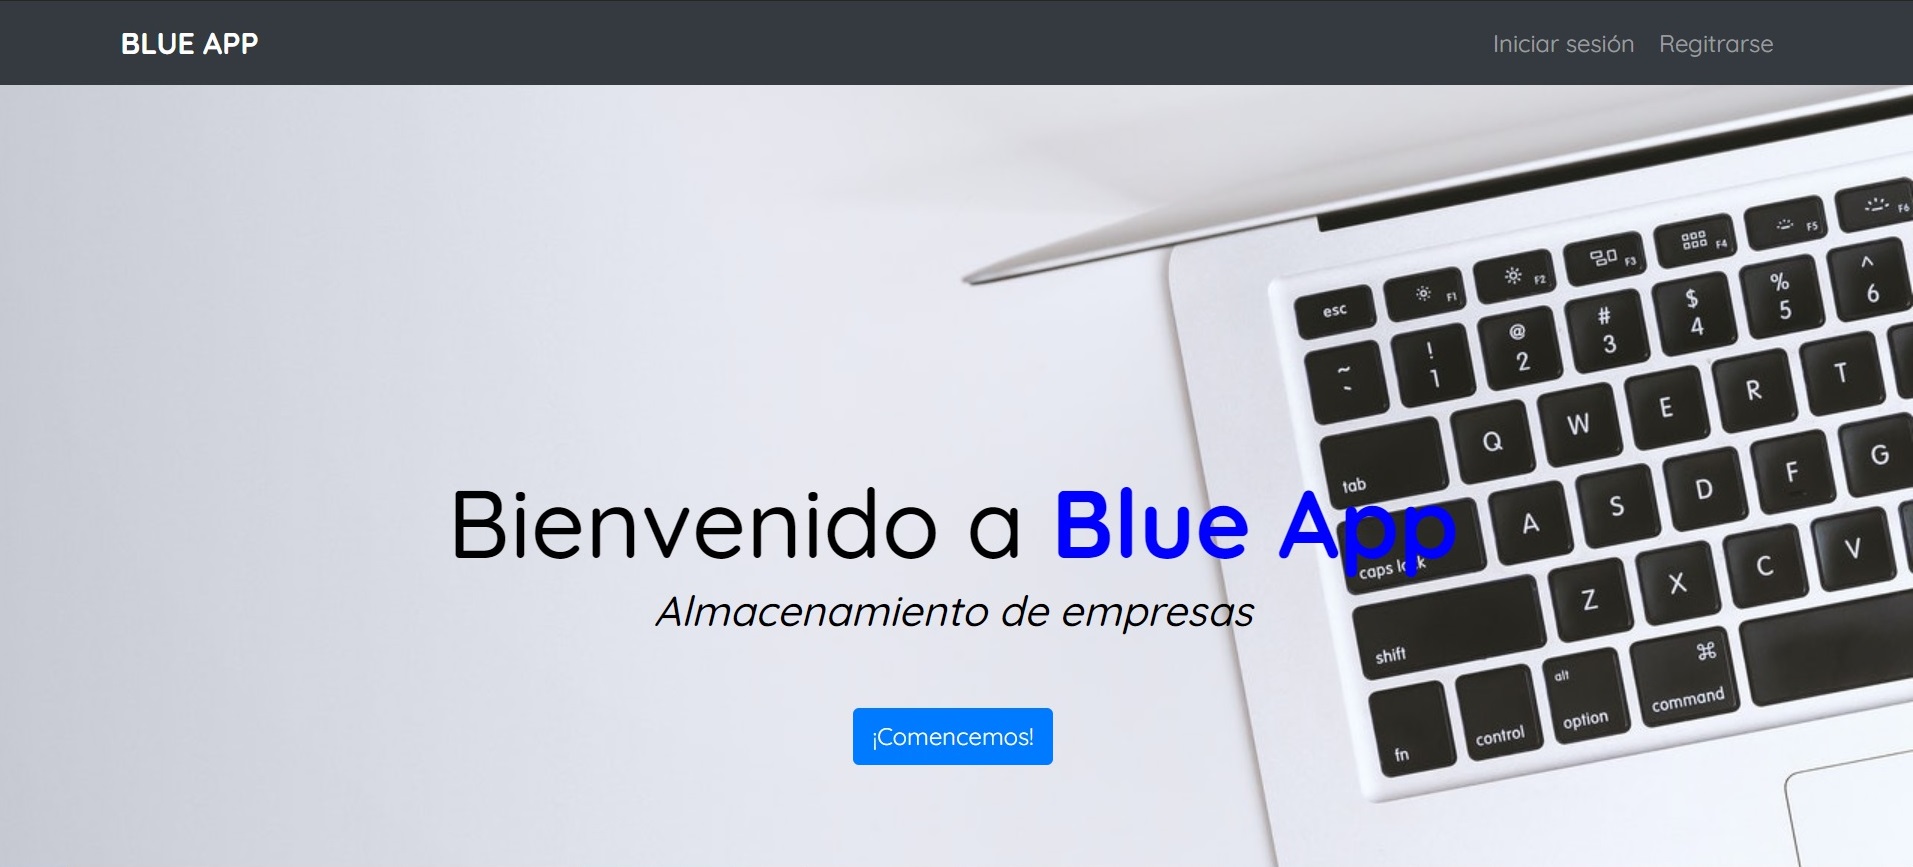 BLUE APP
Iniciar sesión Regitrarse
Bienvenido a Blue App
Almacenamiento de empresas
¡Comencemos!
esc F1 F2 F3 F4 F5 F6
~ ` ! 1 @ 2 # 3 $ 4 % 5 ^ 6
tab Q W E R T
caps lock A S D F G
shift Z X C V
fn control alt option ⌘ command